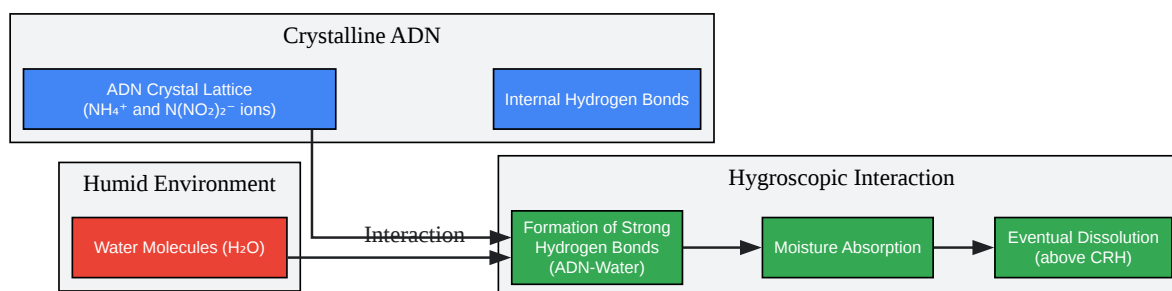 Crystalline ADN
ADN Crystal Lattice
(NH₄⁺ and N(NO₂)₂⁻ ions)
Internal Hydrogen Bonds
Humid Environment
Water Molecules (H₂O)
Interaction
Hygroscopic Interaction
Formation of Strong
Hydrogen Bonds
(ADN-Water)
Moisture Absorption
Eventual Dissolution
(above CRH)